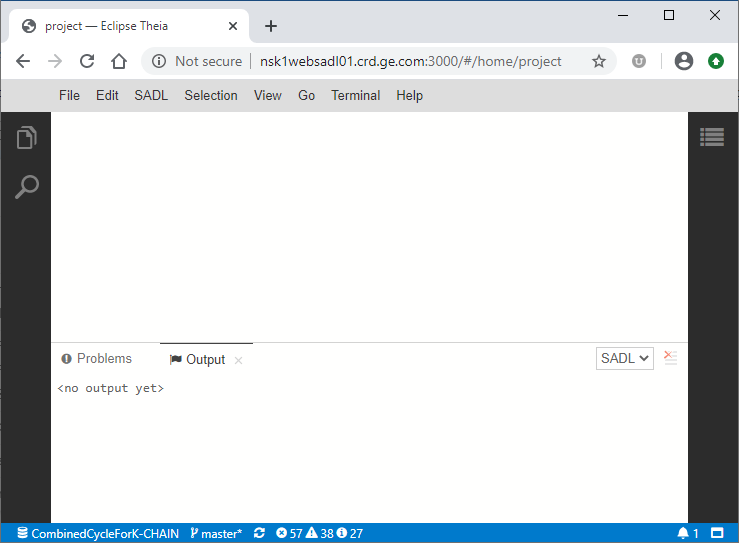 project — Eclipse Theia
Not secure nsk1websadl01.crd.ge.com:3000/#/home/project
File Edit SADL Selection View Go Terminal Help
Problems Output SADL
<no output yet>
CombinedCycleForK-CHAIN master* 57 38 27 1